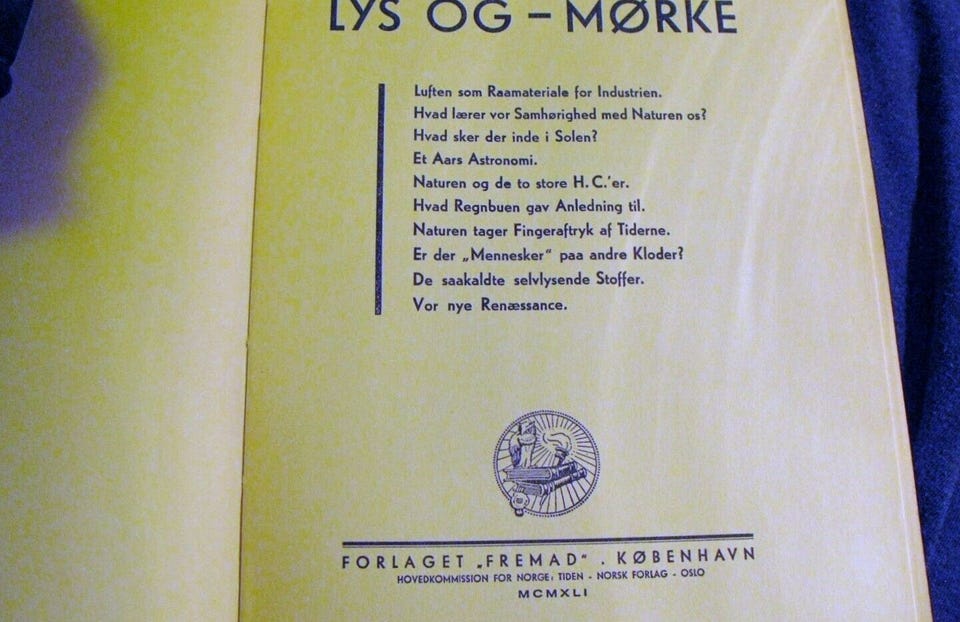 LYS OG – MØRKE
Luften som Raamateriale for Industrien.
Hvad lærer vor Samhørighed med Naturen os?
Hvad sker der inde i Solen?
Et Aars Astronomi.
Naturen og de to store H. C.'er.
Hvad Regnbuen gav Anledning til.
Naturen tager Fingeraftryk af Tiderne.
Er der „Mennesker“ paa andre Kloder?
De saakaldte selvlysende Stoffer.
Vor nye Renæssance.
FORLAGET „FREMAD“ . KØBENHAVN
HOVEDKOMMISSION FOR NORGE: TIDEN - NORSK FORLAG - OSLO
MCMXLI